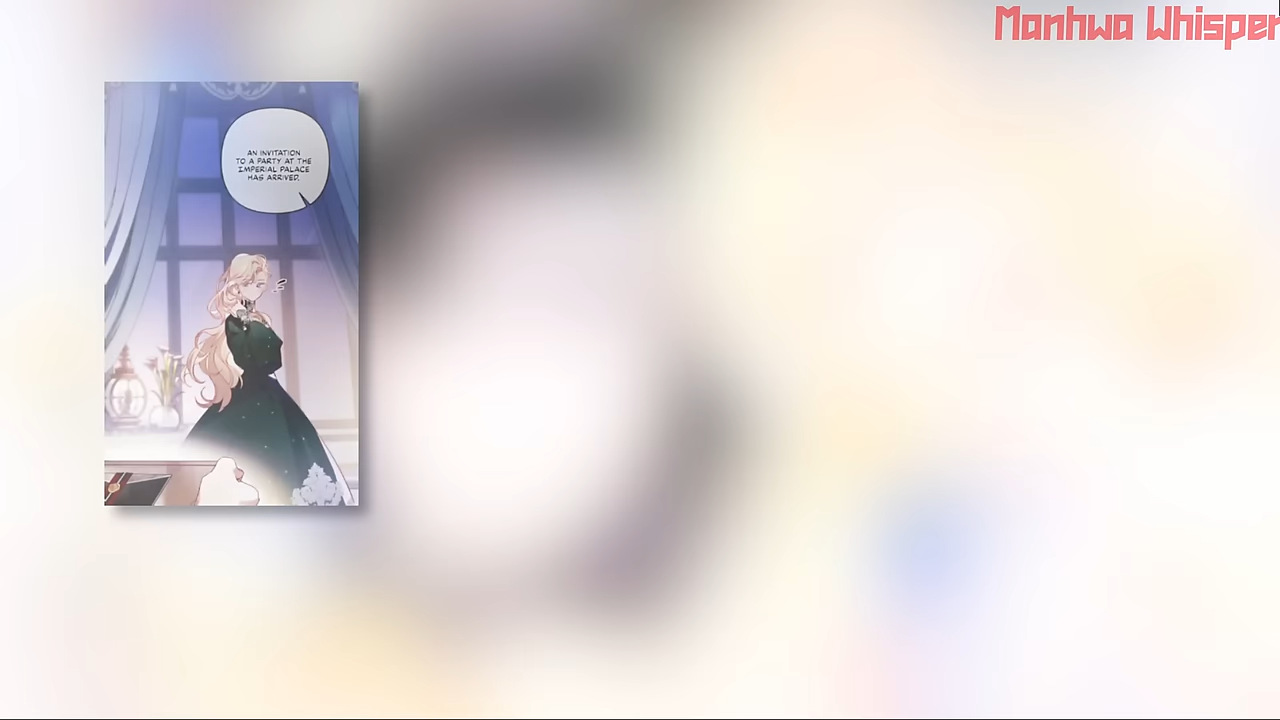 Manhwa Whisper
AN INVITATION
TO A PARTY AT THE
IMPERIAL PALACE
HAS ARRIVED.